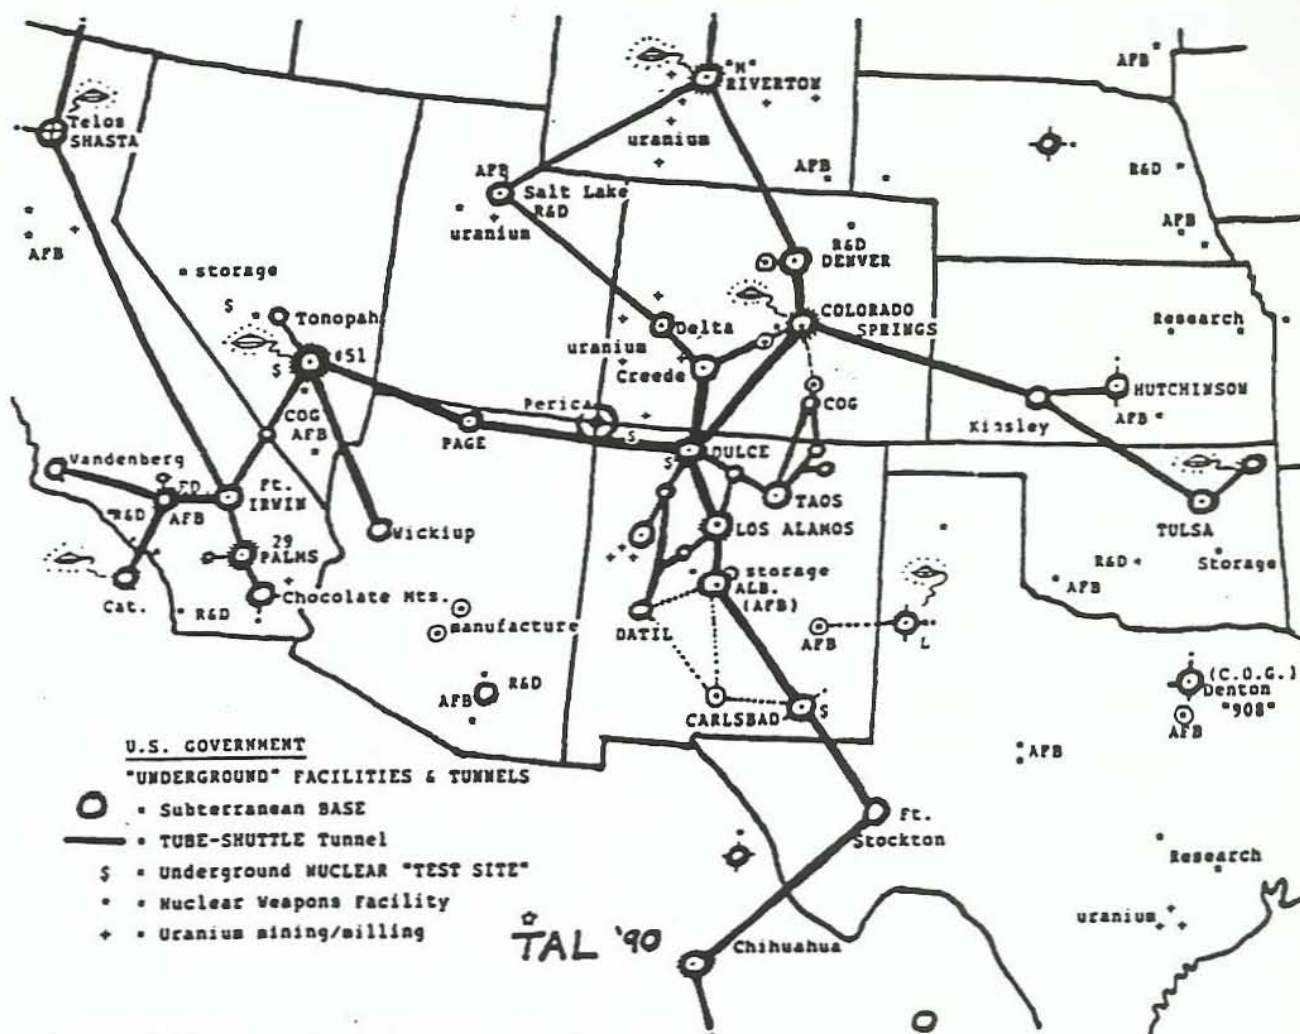 AFB
"M"
RIVERTON
Telos
SHASTA
uranium
AFB
Salt Lake
R&D
uranium
AFB
R&D
AFB
AFB
storage
$
Tonopah
#51
$
R&D
DENVER
COLORADO
SPRINGS
Delta
uranium
Creede
Research
HUTCHINSON
AFB
Kinsley
COG
AFB
PAGE
Perica
$
DULCE
$
COG
TAOS
LOS ALAMOS
Vandenberg
ED.
AFB
R&D
Ft.
IRWIN
Wickiup
29
PALMS
Cat.
R&D
Chocolate Mts.
manufacture
storage
ALB.
(AFB)
DATIL
AFB
L
TULSA
R&D
Storage
AFB
AFB
R&D
CARLSBAD
$
(C.O.G.)
Denton
"908"
AFB
AFB
U.S. GOVERNMENT
"UNDERGROUND" FACILITIES & TUNNELS
= Subterranean BASE
= TUBE-SHUTTLE Tunnel
$ = Underground NUCLEAR "TEST SITE"
* = Nuclear Weapons Facility
+ = Uranium mining/milling
TAL '90
Ft.
Stockton
Chihuahua
Research
uranium